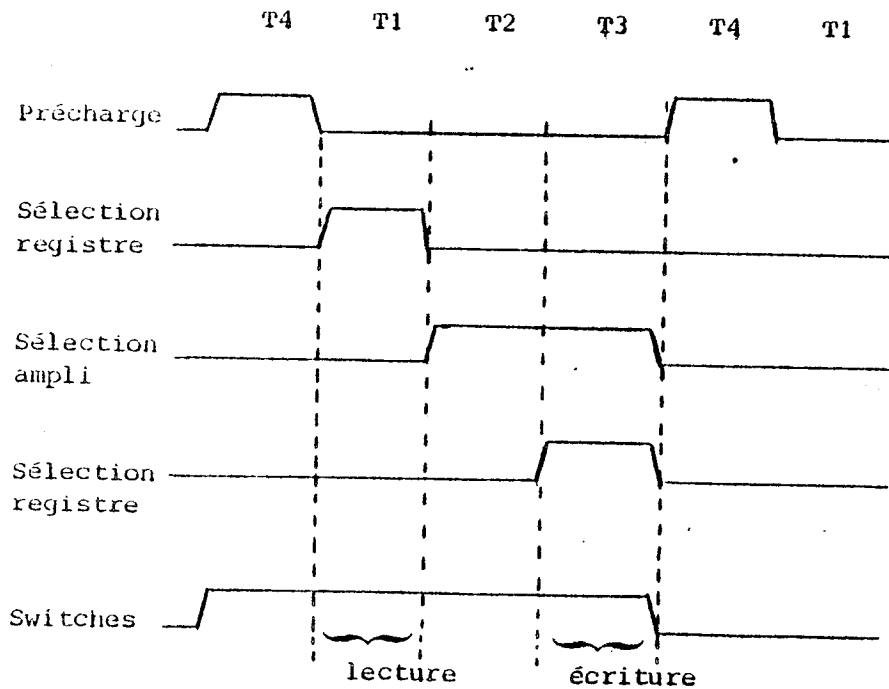 T4 T1 T2 T3 T4 T1
Précharge
Sélection
registre
Sélection
ampli
Sélection
registre
Switches
lecture écriture